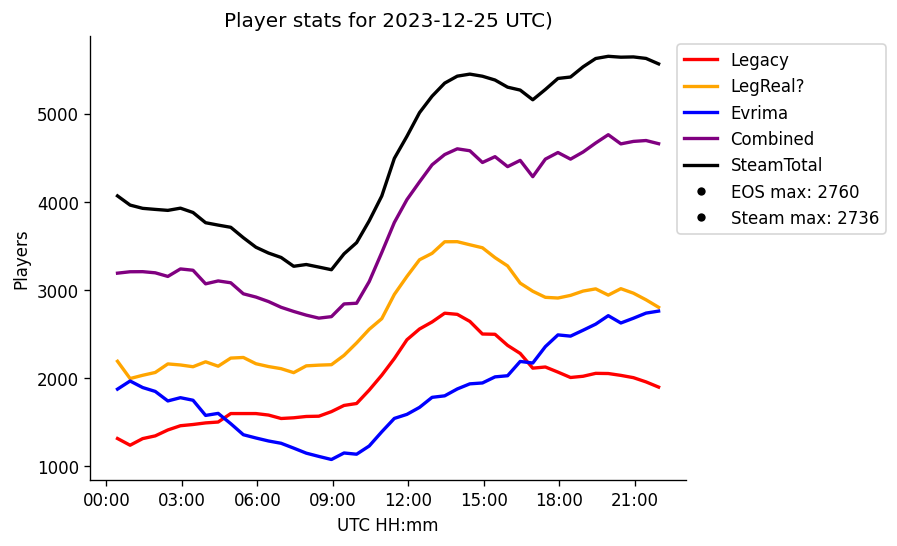 Player stats for 2023-12-25 UTC)
Legacy
LegReal?
Evrima
Combined
SteamTotal
EOS max: 2760
Steam max: 2736
Players
5000
4000
3000
2000
1000
00:00 03:00 06:00 09:00 12:00 15:00 18:00 21:00
UTC HH:mm